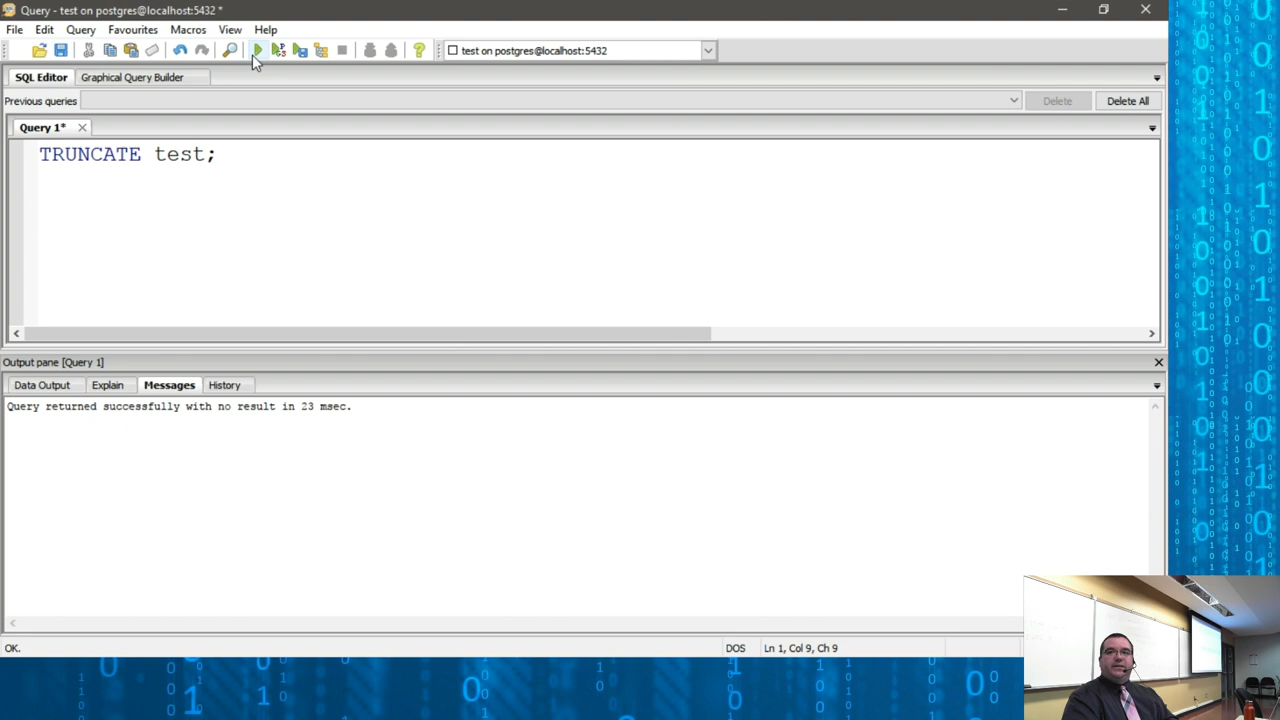 Query - test on postgres@localhost:5432 *
File Edit Query Favourites Macros View Help
test on postgres@localhost:5432
SQL Editor Graphical Query Builder
Previous queries Delete Delete All
Query 1*
TRUNCATE test;
Output pane [Query 1]
Data Output Explain Messages History
Query returned successfully with no result in 23 msec.
OK. DOS Ln 1, Col 9, Ch 9